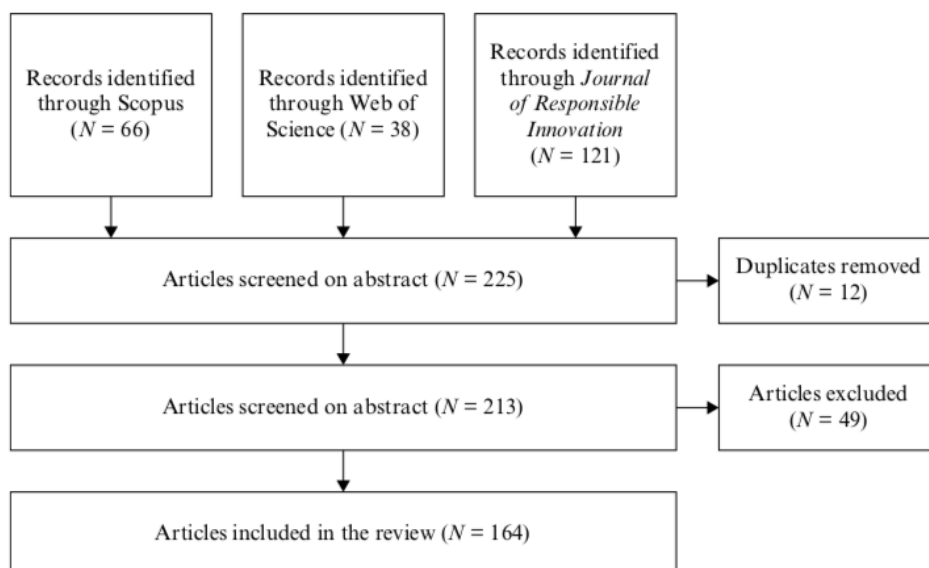 Records identified
through Scopus
(N = 66)
Records identified
through Web of
Science (N = 38)
Records identified
through Journal
of Responsible
Innovation
(N = 121)
Articles screened on abstract (N = 225)
Duplicates removed
(N = 12)
Articles screened on abstract (N = 213)
Articles excluded
(N = 49)
Articles included in the review (N = 164)